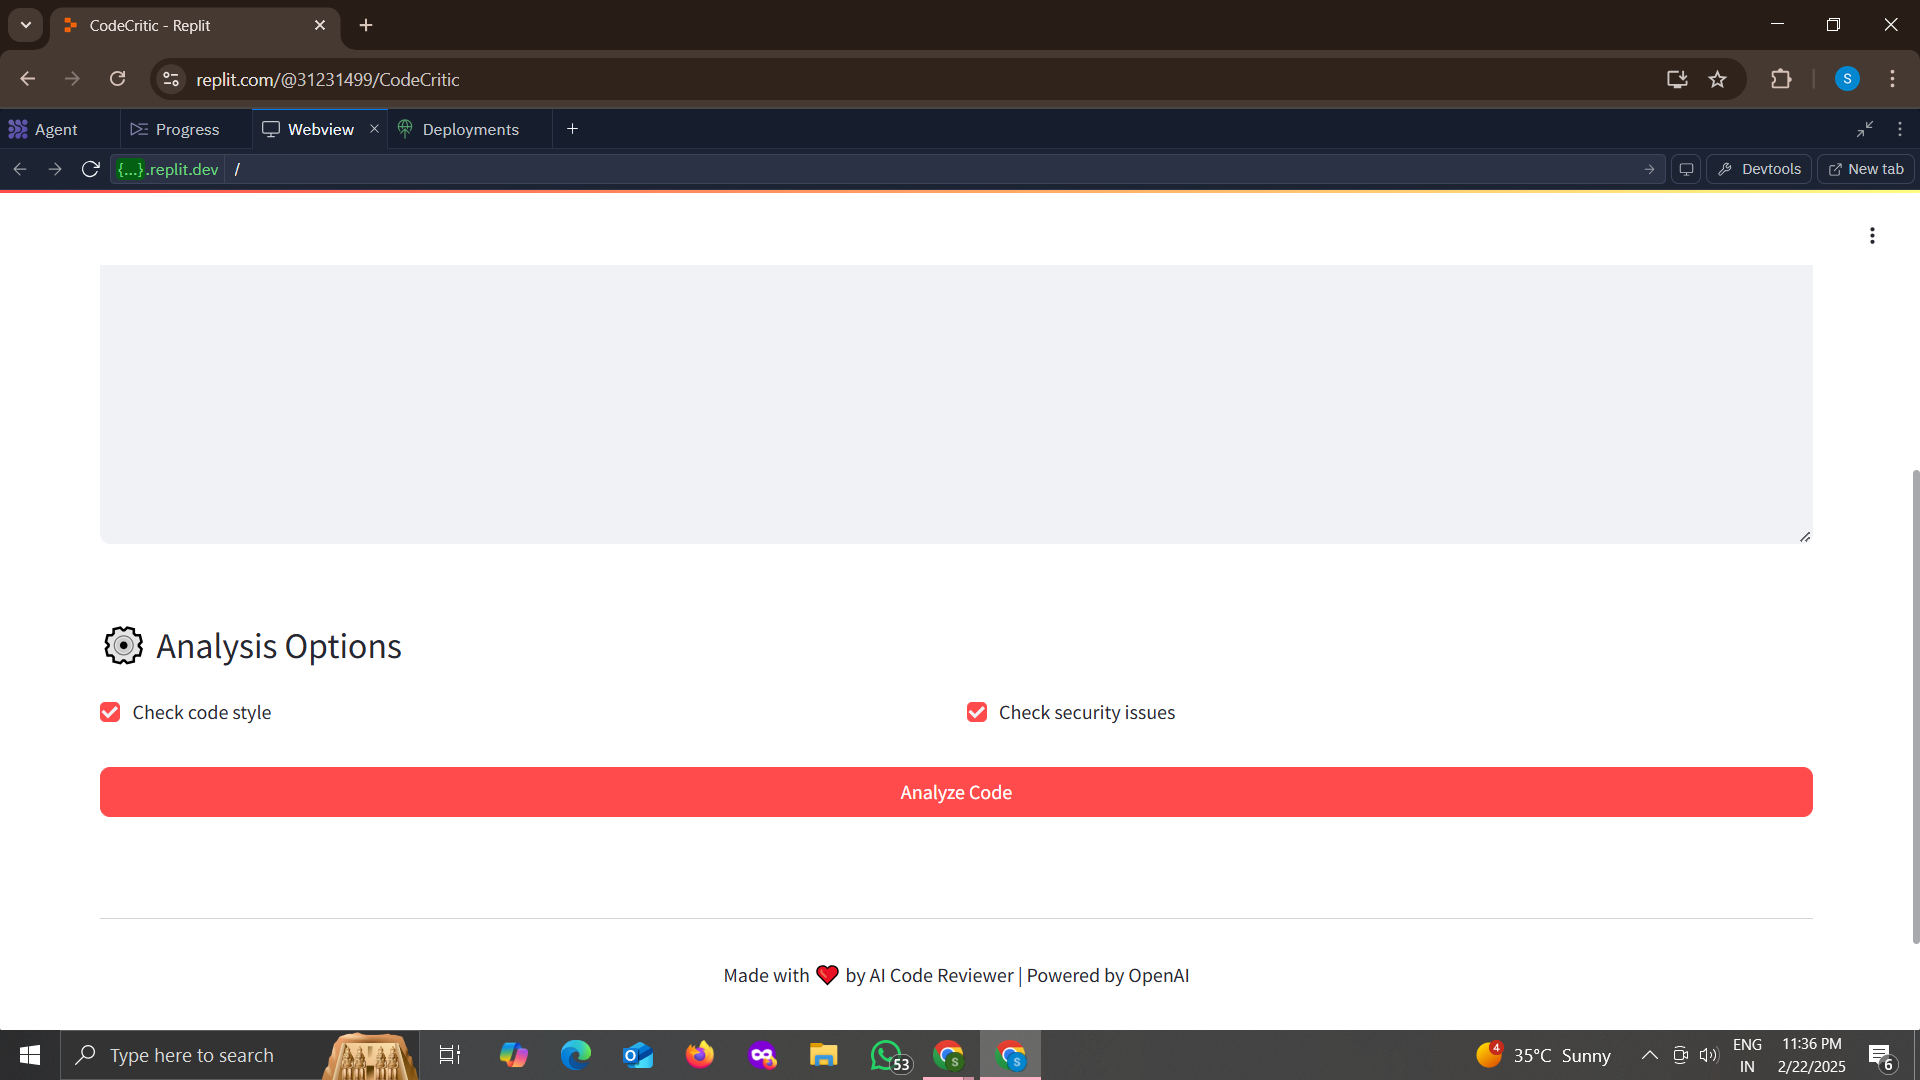 CodeCritic - Replit
replit.com/@31231499/CodeCritic
S
Agent
Progress
Webview
Deployments
{...}.replit.dev /
Devtools
New tab
Analysis Options
Check code style
Check security issues
Analyze Code
Made with ❤️ by AI Code Reviewer | Powered by OpenAI
Type here to search
53
S
S
4
35°C Sunny
ENG
IN
11:36 PM
2/22/2025
6